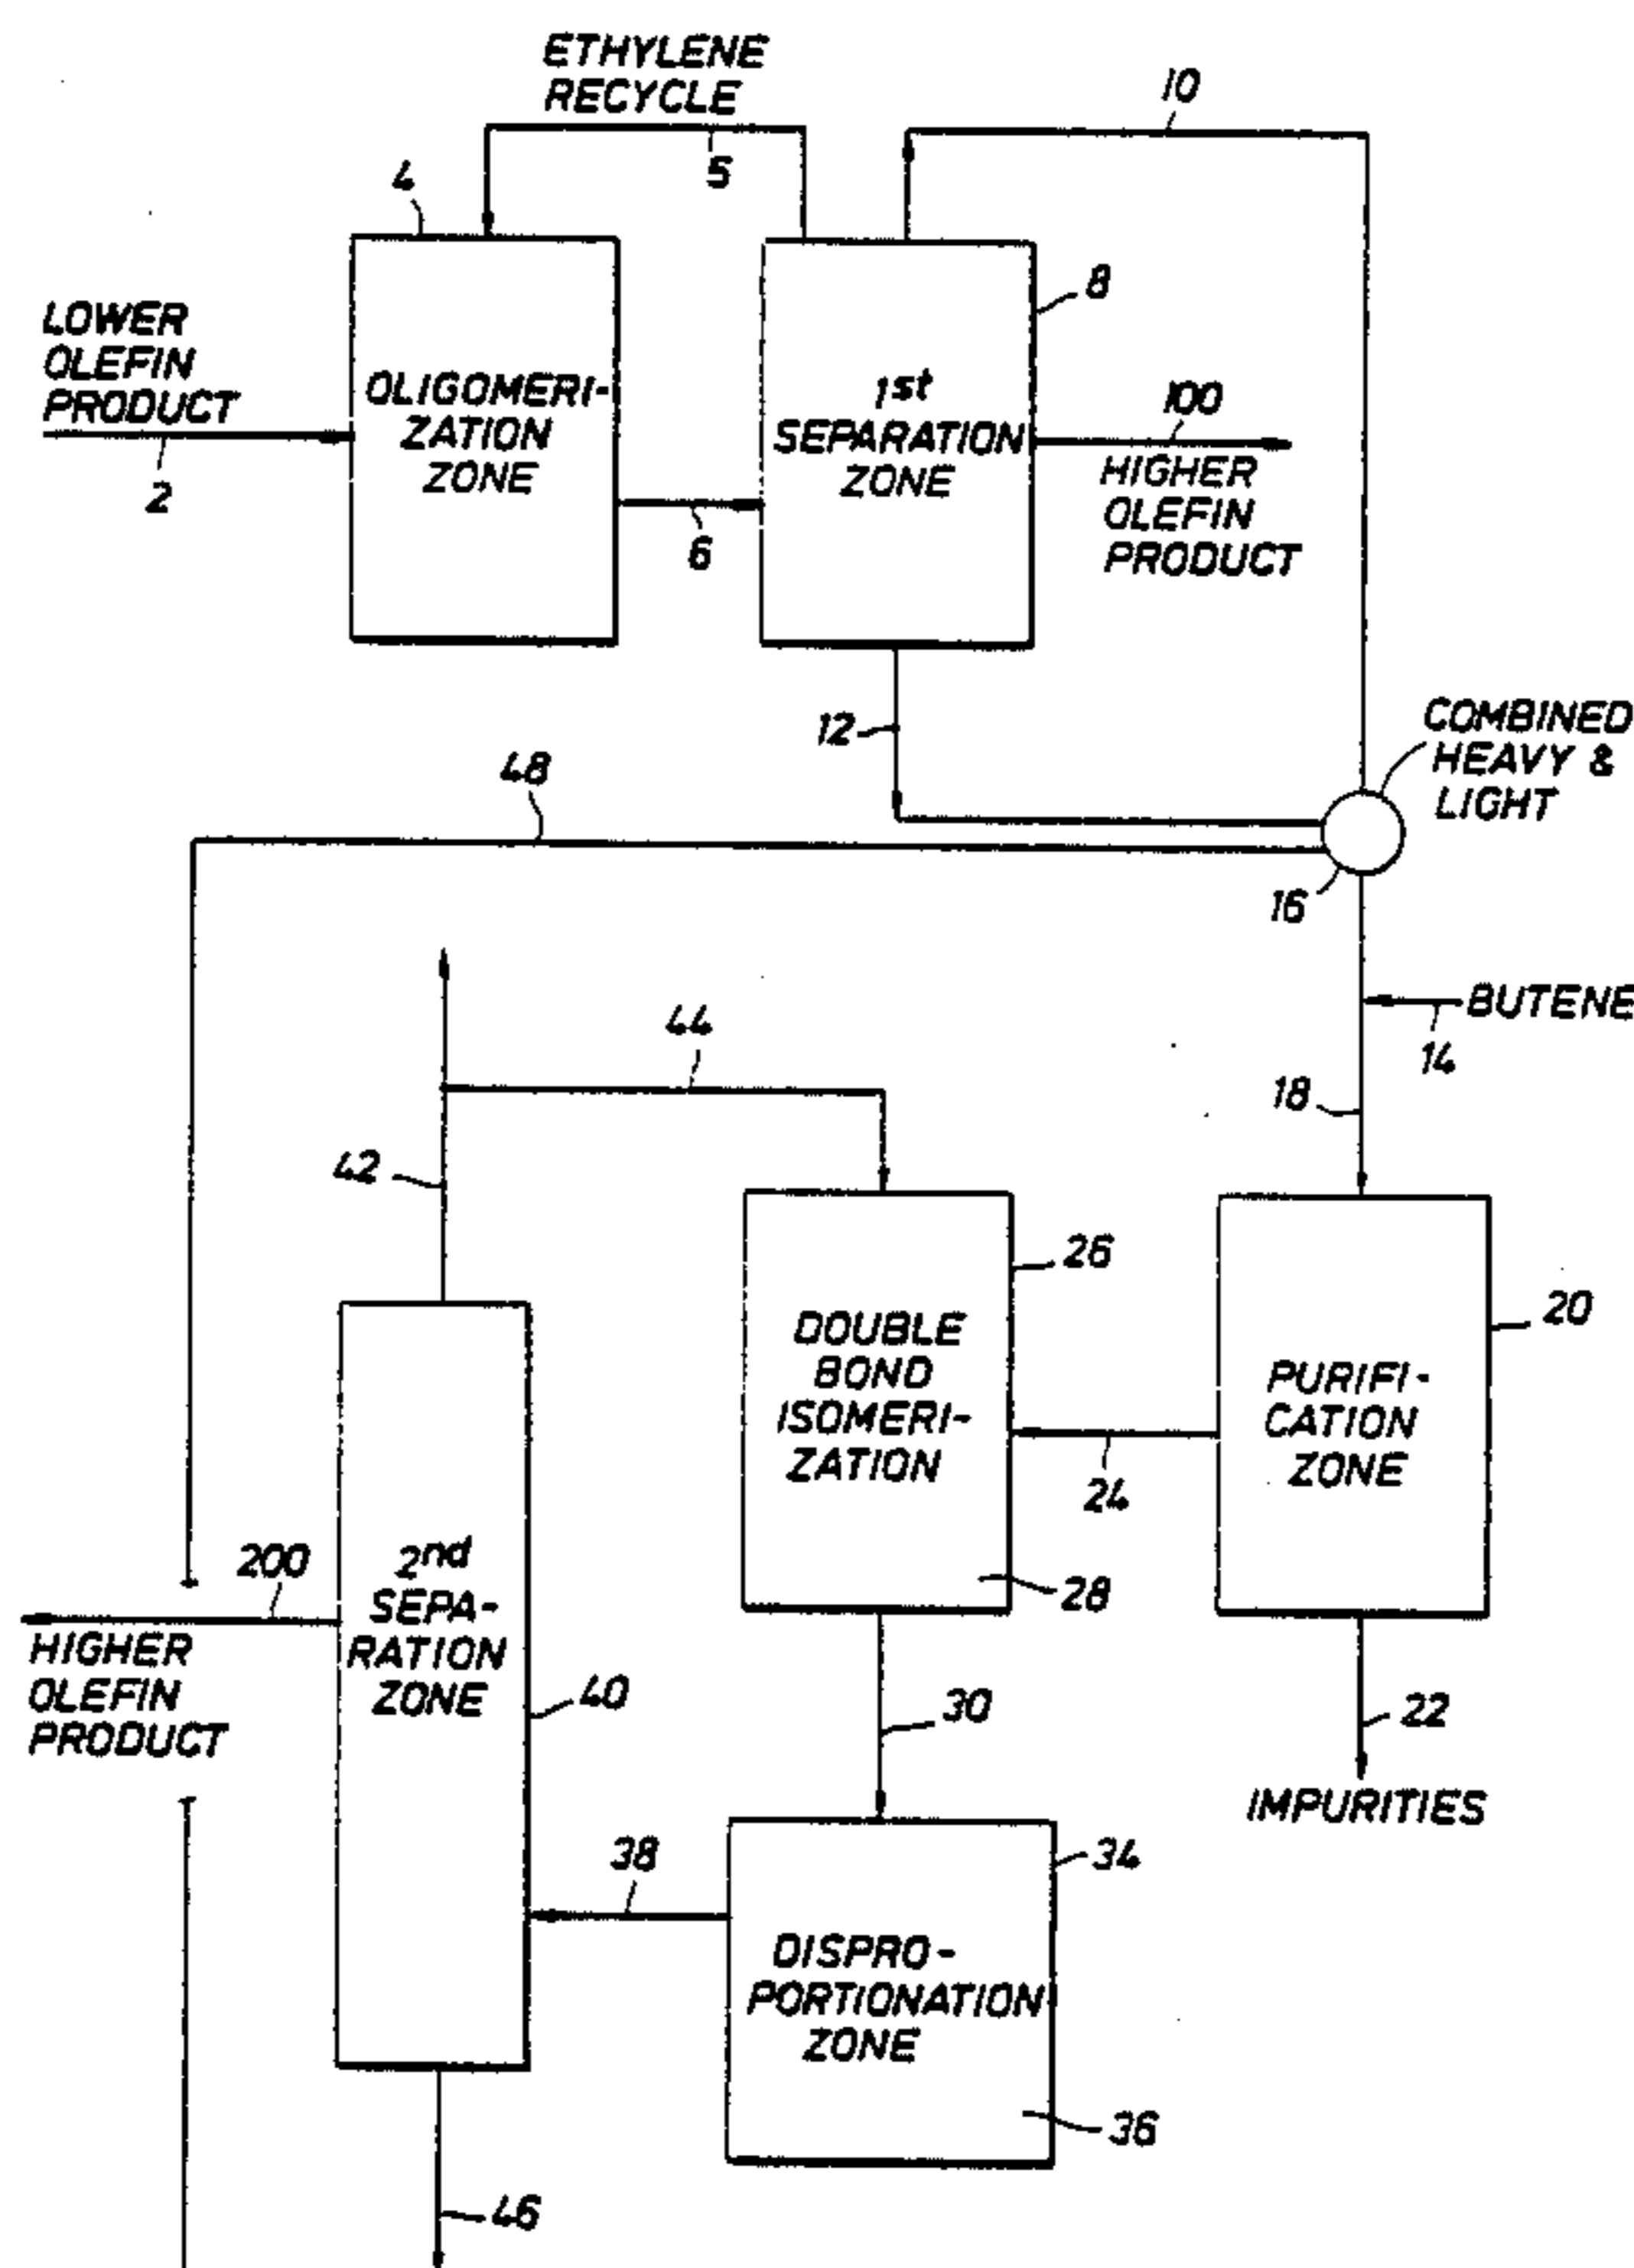 ETHYLENE
RECYCLE
10
5
4
8
LOWER
OLEFIN
PRODUCT
2
OLIGOMERI-
ZATION
ZONE
6
1st
SEPARATION
ZONE
100
HIGHER
OLEFIN
PRODUCT
12
COMBINED
HEAVY &
LIGHT
48
16
BUTENE
14
44
18
42
26
20
DOUBLE
BOND
ISOMERI-
ZATION
PURIFI-
CATION
ZONE
24
28
200
HIGHER
OLEFIN
PRODUCT
2nd
SEPA-
RATION
ZONE
40
30
22
IMPURITIES
38
34
DISPRO-
PORTIONATION
ZONE
36
46